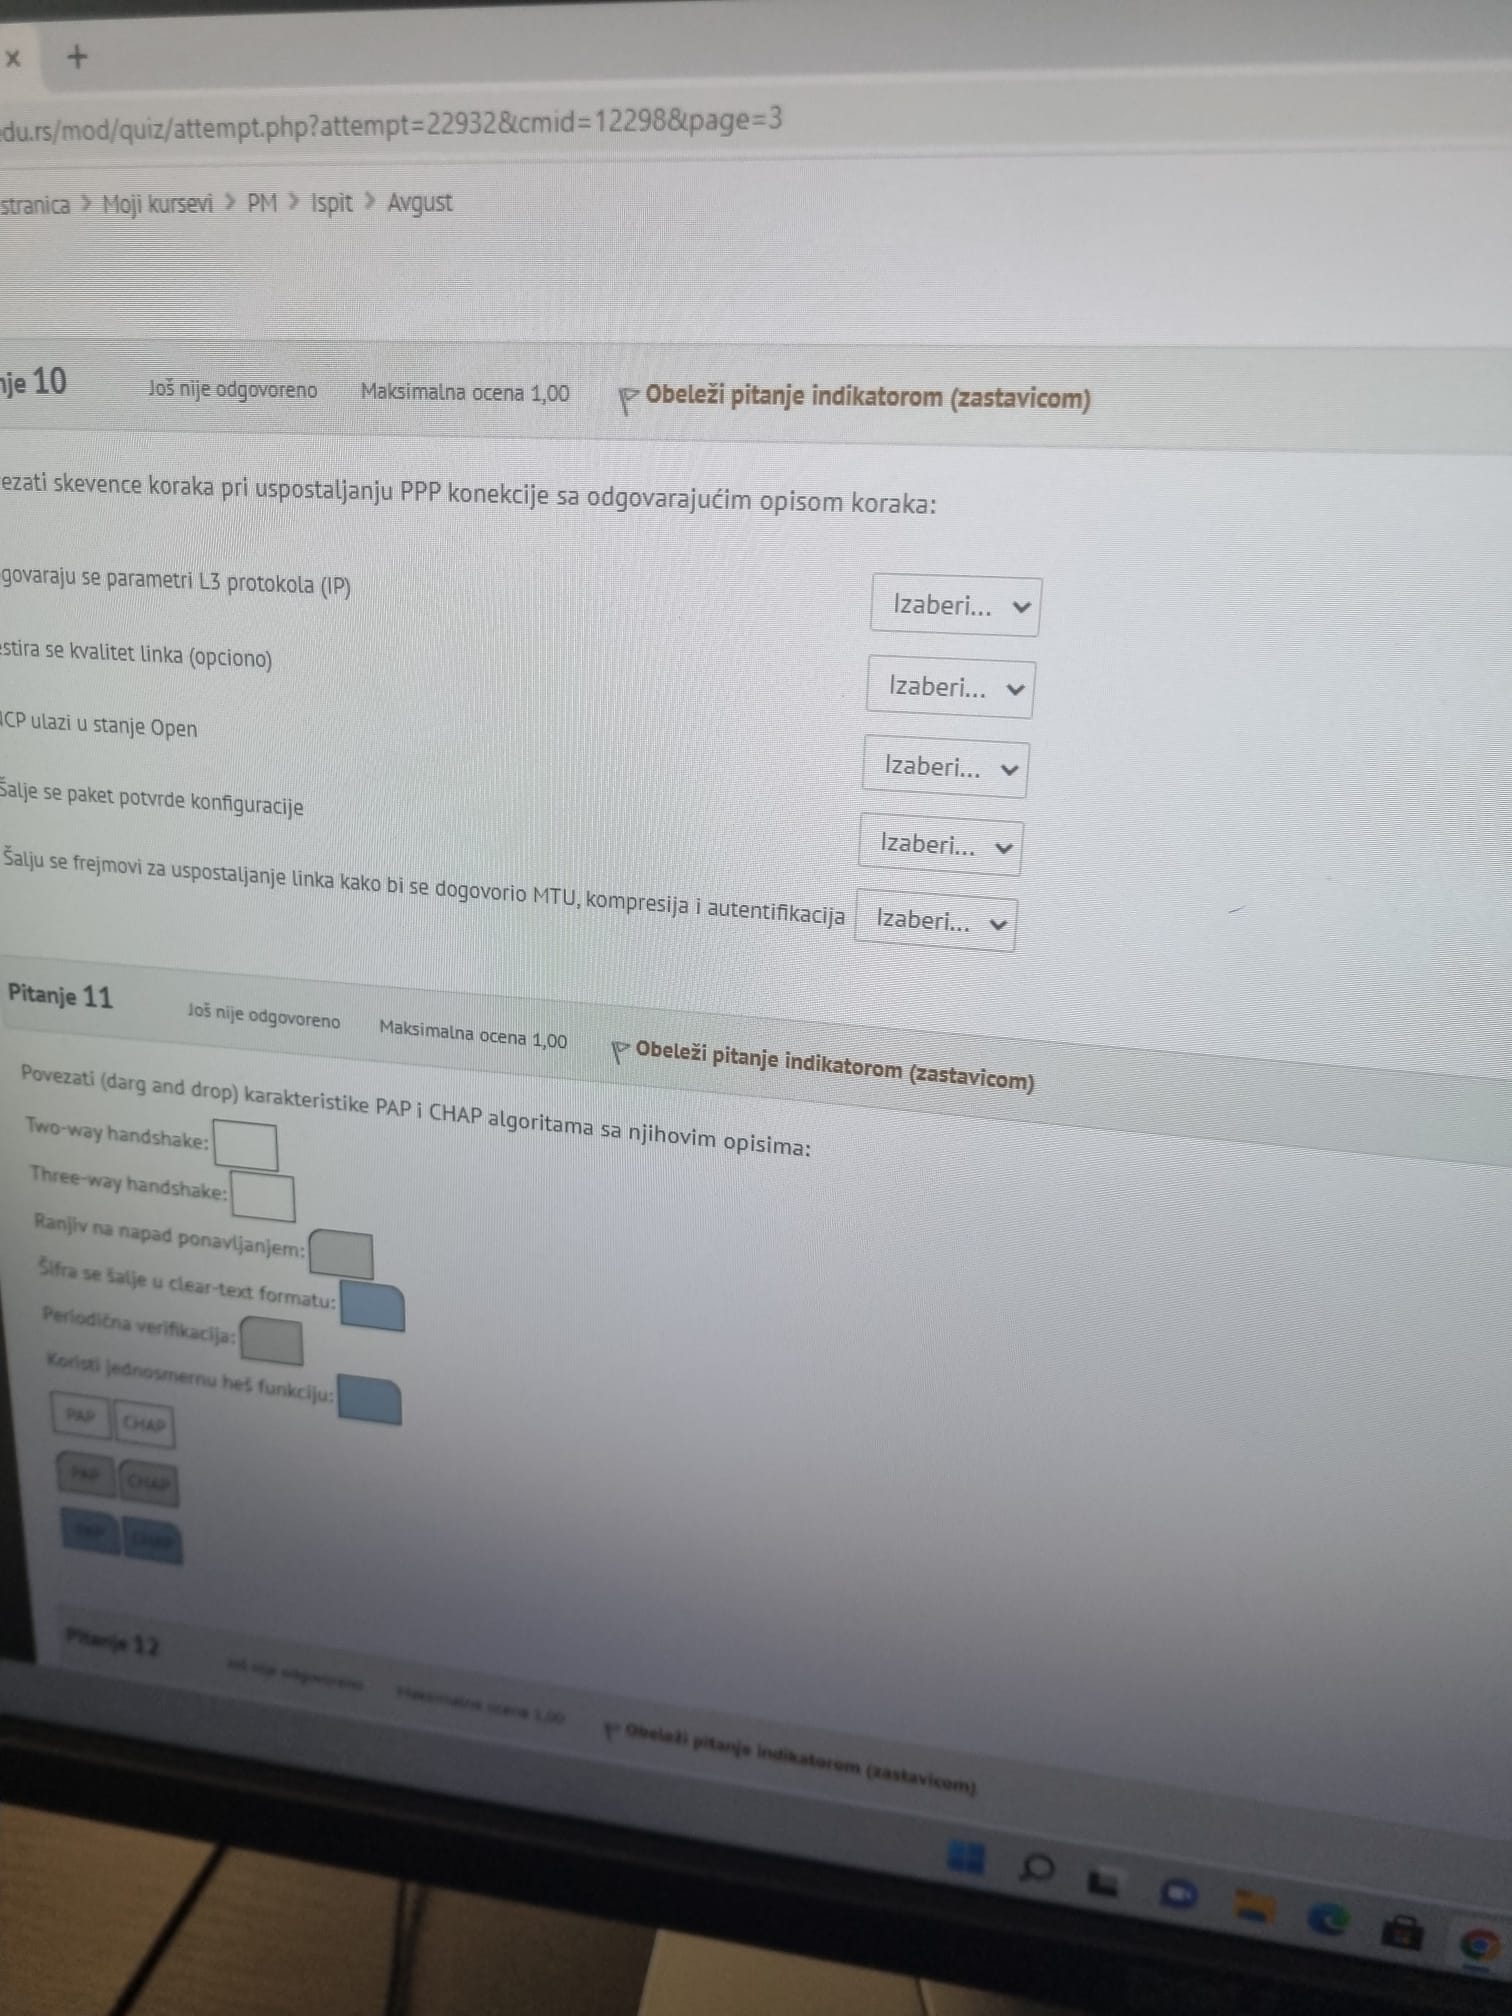 x +
edu.rs/mod/quiz/attempt.php?attempt=22932&cmid=12298&page=3
stranica > Moji kursevi > PM > Ispit > Avgust
nje 10 Još nije odgovoreno Maksimalna ocena 1,00 Obeleži pitanje indikatorom (zastavicom)
ezati skevence koraka pri uspostaljanju PPP konekcije sa odgovarajućim opisom koraka:
govaraju se parametri L3 protokola (IP) Izaberi...
estira se kvalitet linka (opciono) Izaberi...
NCP ulazi u stanje Open Izaberi...
Šalje se paket potvrde konfiguracije Izaberi...
Šalju se frejmovi za uspostaljanje linka kako bi se dogovorio MTU, kompresija i autentifikacija Izaberi...
Pitanje 11 Još nije odgovoreno Maksimalna ocena 1,00 Obeleži pitanje indikatorom (zastavicom)
Povezati (darg and drop) karakteristike PAP i CHAP algoritama sa njihovim opisima:
Two-way handshake:
Three-way handshake:
Ranjiv na napad ponavljanjem:
Šifra se šalje u clear-text formatu:
Periodična verifikacija:
Koristi jednosmernu heš funkciju:
PAP CHAP
PAP CHAP
PAP CHAP
Pitanje 12 Još nije odgovoreno Maksimalna ocena 1,00 Obeleži pitanje indikatorom (zastavicom)